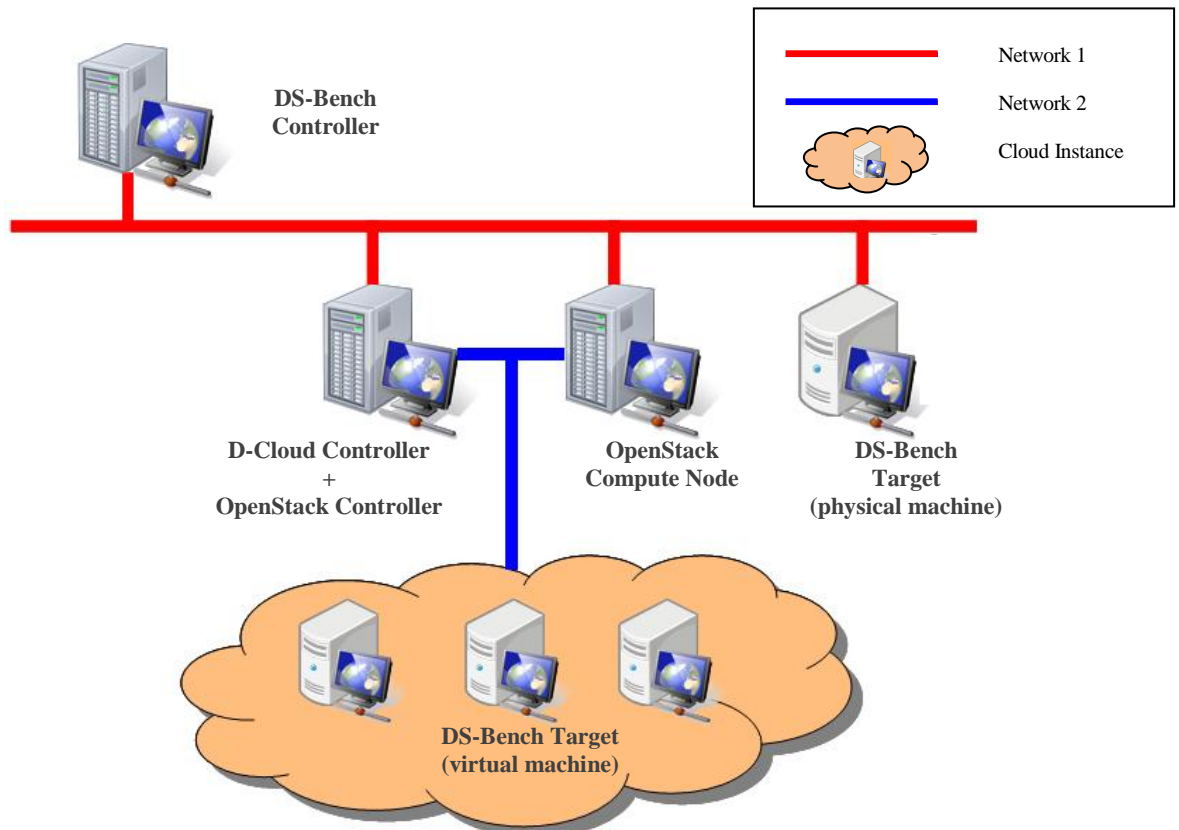 Network 1
Network 2
Cloud Instance
DS-Bench
Controller
D-Cloud Controller
+
OpenStack Controller
OpenStack
Compute Node
DS-Bench
Target
(physical machine)
DS-Bench Target
(virtual machine)